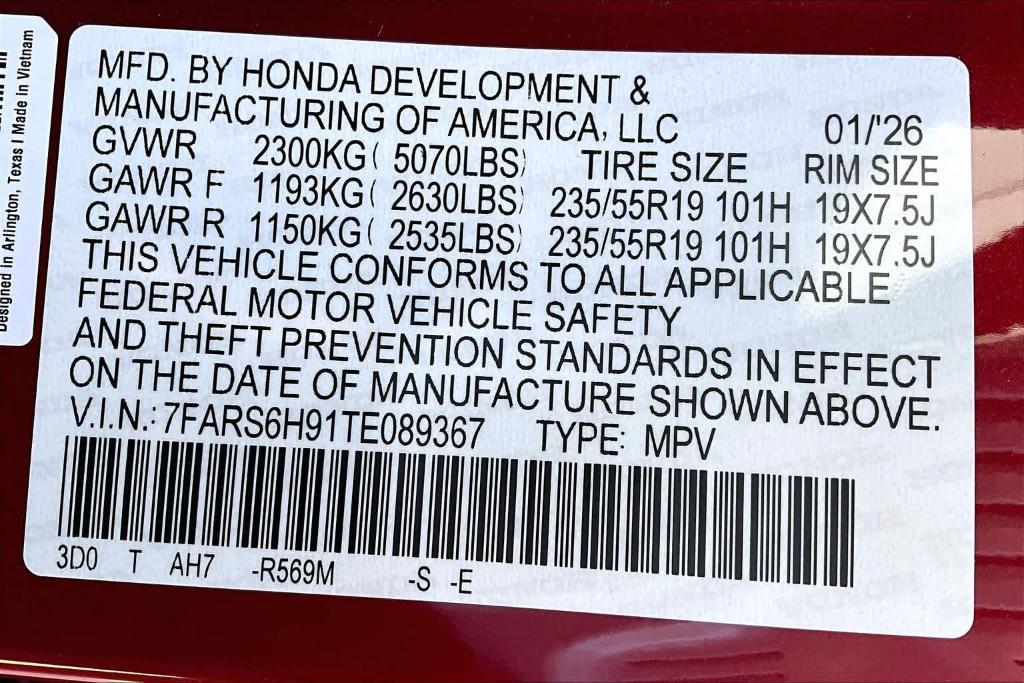 MFD. BY HONDA DEVELOPMENT &
MANUFACTURING OF AMERICA, LLC 01/'26
GVWR 2300KG( 5070LBS) TIRE SIZE RIM SIZE
GAWR F 1193KG( 2630LBS) 235/55R19 101H 19X7.5J
GAWR R 1150KG( 2535LBS) 235/55R19 101H 19X7.5J
THIS VEHICLE CONFORMS TO ALL APPLICABLE
FEDERAL MOTOR VEHICLE SAFETY
AND THEFT PREVENTION STANDARDS IN EFFECT
ON THE DATE OF MANUFACTURE SHOWN ABOVE.
V.I.N.: 7FARS6H91TE089367 TYPE: MPV
3D0 T AH7 -R569M -S -E
Designed in Arlington, Texas | Made in Vietnam